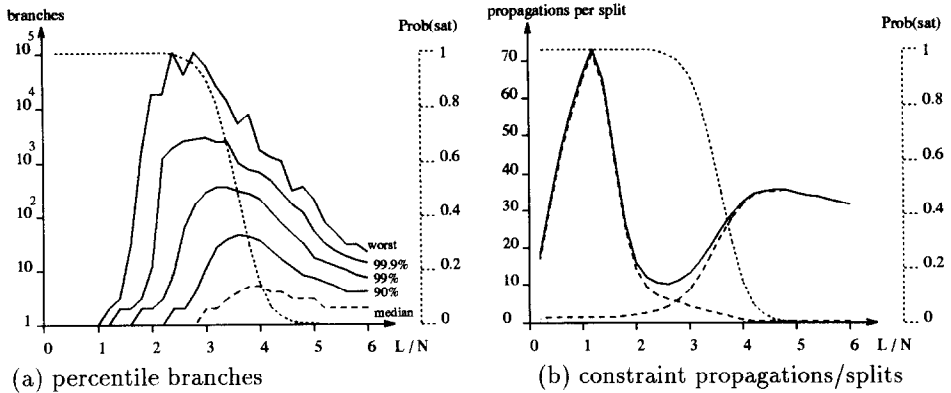 branches
Prob(sat)
10 5
10 4
10 3
10 2
10
1
1
0.8
0.6
0.4
0.2
0
worst
99.9%
99%
90%
median
0 1 2 3 4 5 6 L / N
(a) percentile branches
propagations per split
Prob(sat)
70
60
50
40
30
20
10
0
1
0.8
0.6
0.4
0.2
0
0 1 2 3 4 5 6 L / N
(b) constraint propagations/splits